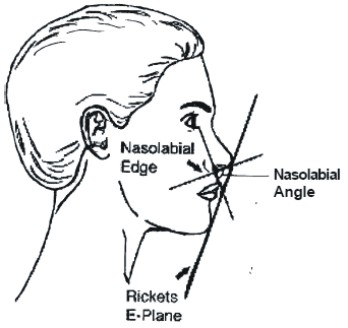 Nasolabial
Edge
Nasolabial
Angle
Rickets
E-Plane